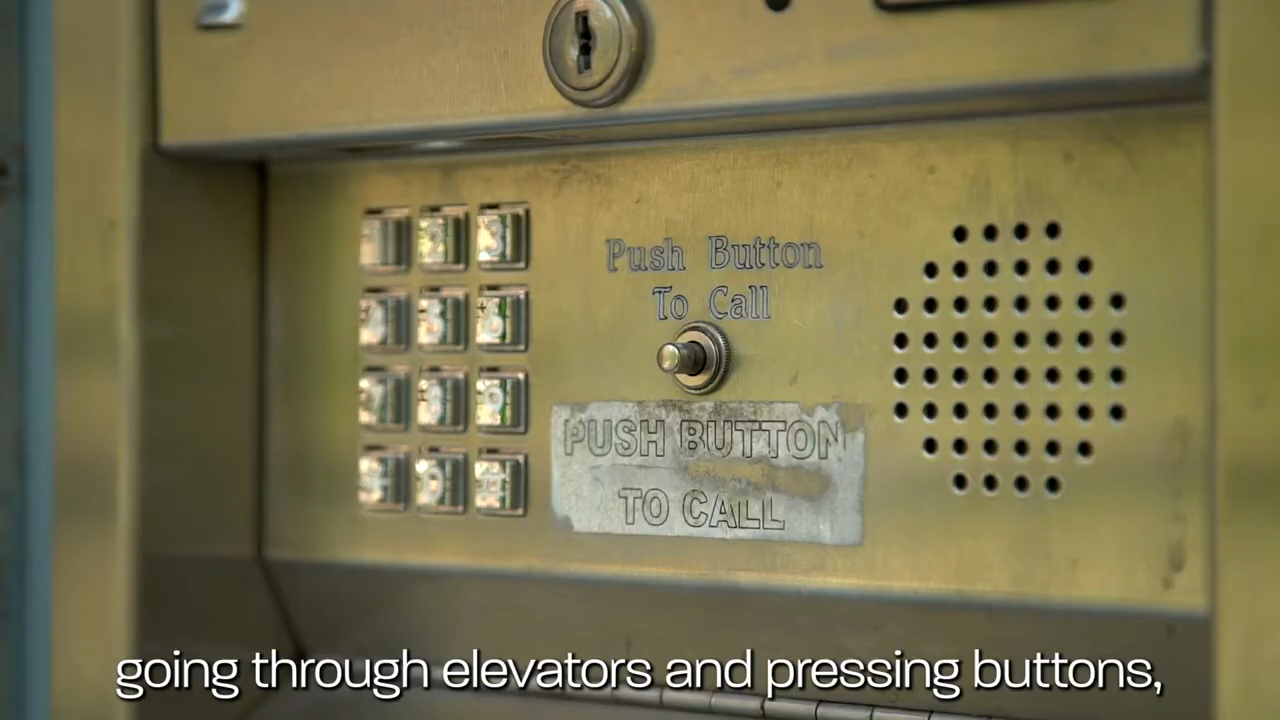 Push Button
To Call
PUSH BUTTON
TO CALL
going through elevators and pressing buttons,